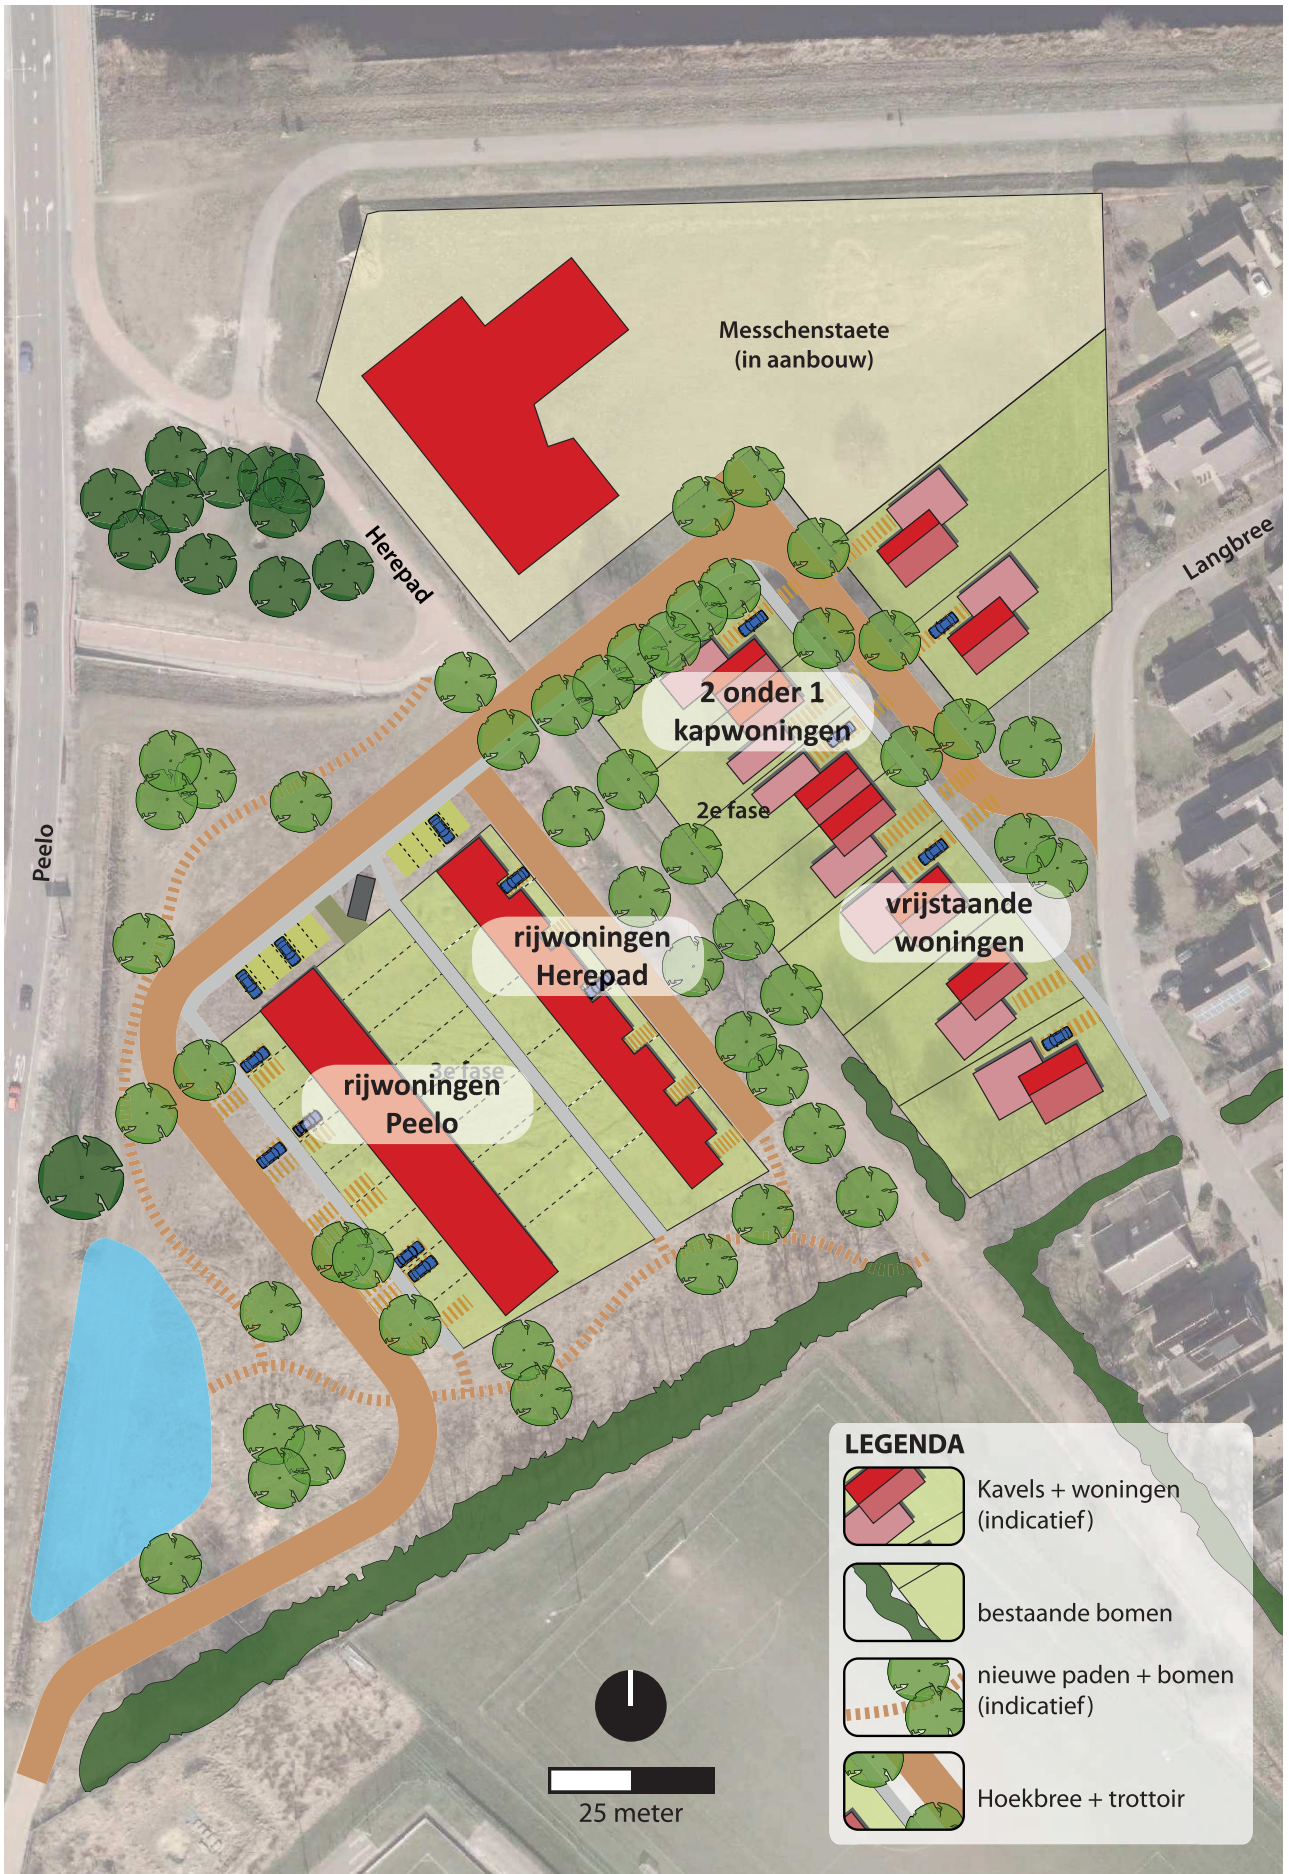 Messchenstaete
(in aanbouw)
Langbree
Herepad
2 onder 1
kapwoningen
2e fase
Peelo
vrijstaande
woningen
rijwoningen
Herepad
3e fase
rijwoningen
Peelo
LEGENDA
Kavels + woningen
(indicatief)
bestaande bomen
nieuwe paden + bomen
(indicatief)
Hoekbree + trottoir
25 meter